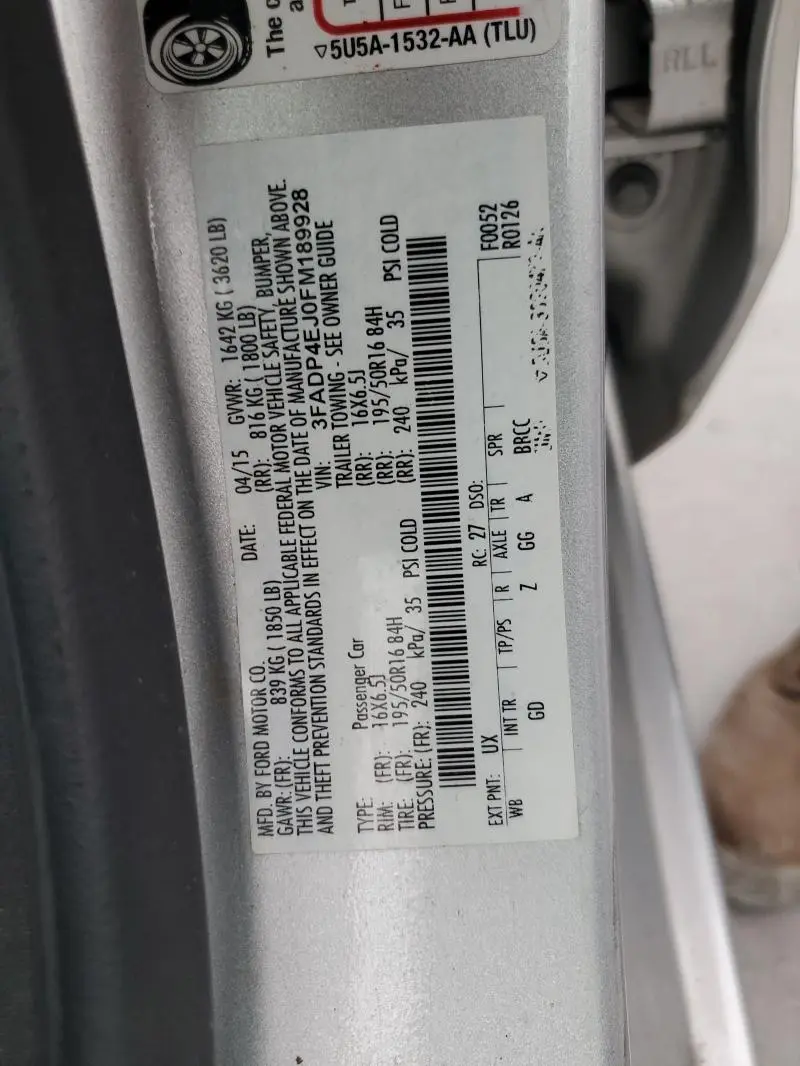 The c
a
▽5U5A-1532-AA (TLU)
ALL
MFD. BY FORD MOTOR CO. DATE: 04/15 GVWR: 1642 KG ( 3620 LB)
GAWR: (FR): 839 KG ( 1850 LB) (RR): 816 KG ( 1800 LB)
THIS VEHICLE CONFORMS TO ALL APPLICABLE FEDERAL MOTOR VEHICLE SAFETY, BUMPER,
AND THEFT PREVENTION STANDARDS IN EFFECT ON THE DATE OF MANUFACTURE SHOWN ABOVE.
VIN: 3FADP4EJ0FM189928
TYPE: Passenger Car TRAILER TOWING - SEE OWNER GUIDE
RIM: (FR): 16X6.5J (RR): 16X6.5J
TIRE: (FR): 195/50R16 84H (RR): 195/50R16 84H
PRESSURE: (FR): 240 kPa/ 35 PSI COLD (RR): 240 kPa/ 35 PSI COLD
EXT PNT: UX RC: 27 DSO: F0052
WB INT TR TP/PS R AXLE TR SPR R0126
GD Z GG A BRCC